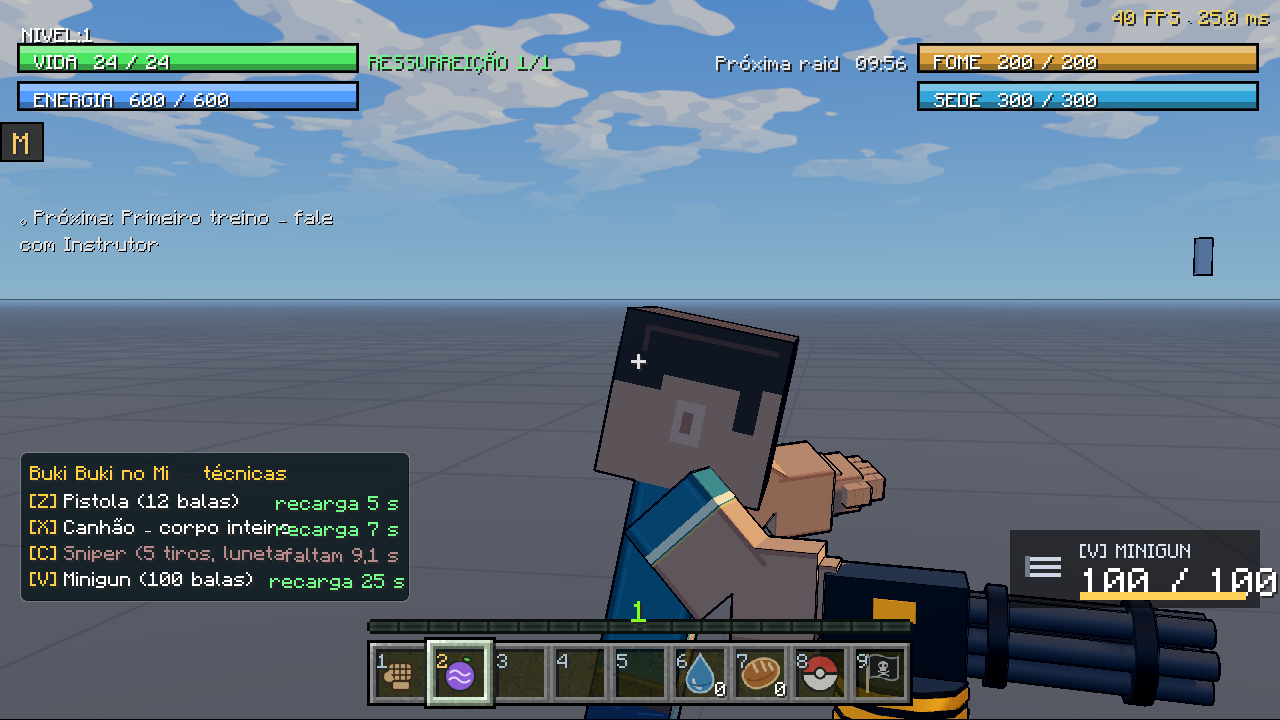 40 FPS · 25.0 ms
NIVEL:1
VIDA 24 / 24
RESSURREIÇÃO 1/1
Próxima raid 09:56
FOME 200 / 200
ENERGIA 600 / 600
SEDE 300 / 300
M
Próxima: Primeiro treino - fale
com Instrutor
Buki Buki no Mi · técnicas
[Z] Pistola (12 balas) recarga 5 s
[X] Canhão - corpo inteiro recarga 7 s
[C] Sniper (5 tiros, luneta faltam 9,1 s
[V] Minigun (100 balas) recarga 25 s
[V] MINIGUN
100 / 100
1
1 2 3 4 5 6 7 8 9
0 0